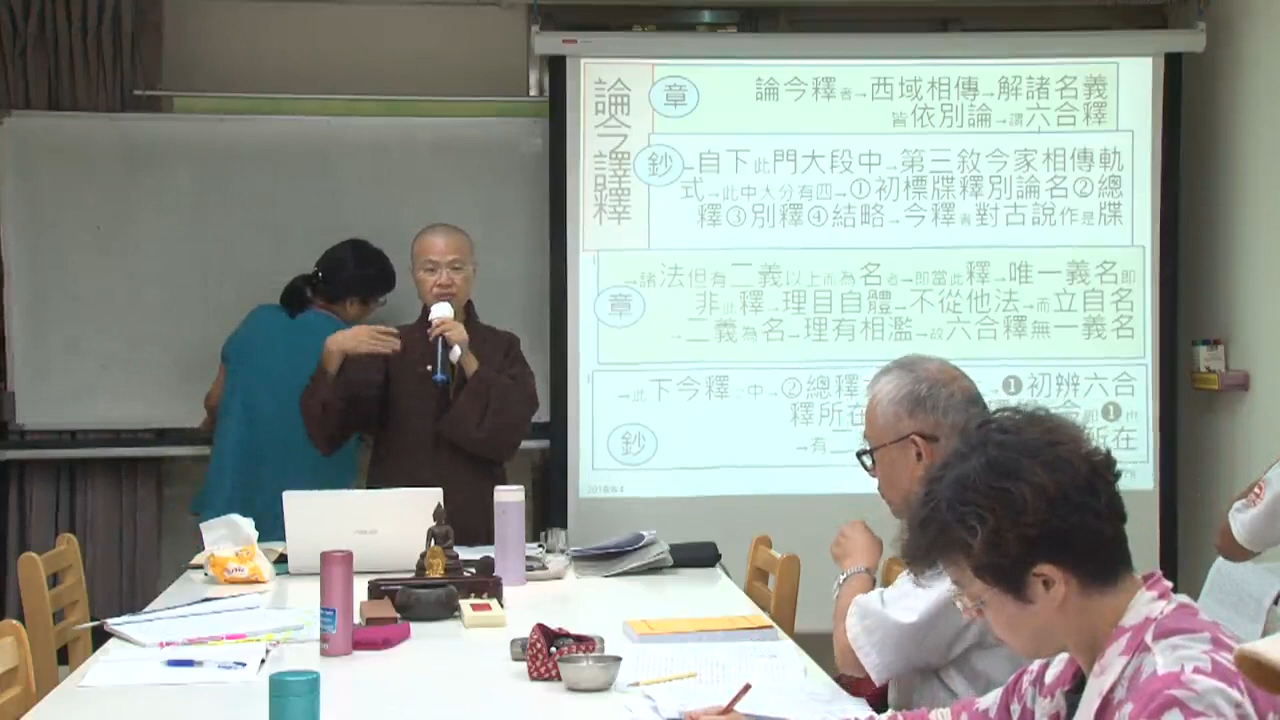 論今譯釋
章
論今釋者→西域相傳→解諸名義
皆依別論→謂六合釋
鈔
自下此門大段中→第三敘今家相傳軌
式→此中大分有四→①初標牒釋別論名②總
釋③別釋④結略→今釋者對古說作是牒
章
→諸法但有二義以上而為名者→即當此釋→唯一義名即
非此釋→理目自體→不從他法→而立自名
→二義為名→理有相濫→故六合釋無一義名
鈔
→此下今釋之中→②總釋 →❶初辨六合
釋所在
→有 所在